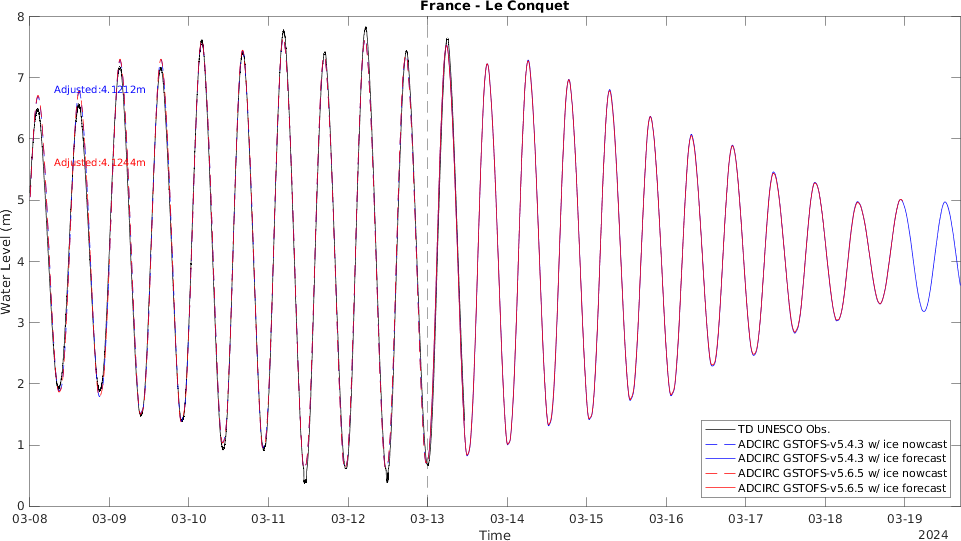 France - Le Conquet
8
7
6
5
4
3
2
1
0
Water Level (m)
Adjusted:4.1212m
Adjusted:4.1244m
TD UNESCO Obs.
ADCIRC GSTOFS-v5.4.3 w/ ice nowcast
ADCIRC GSTOFS-v5.4.3 w/ ice forecast
ADCIRC GSTOFS-v5.6.5 w/ ice nowcast
ADCIRC GSTOFS-v5.6.5 w/ ice forecast
03-08 03-09 03-10 03-11 03-12 03-13 03-14 03-15 03-16 03-17 03-18 03-19
Time
2024